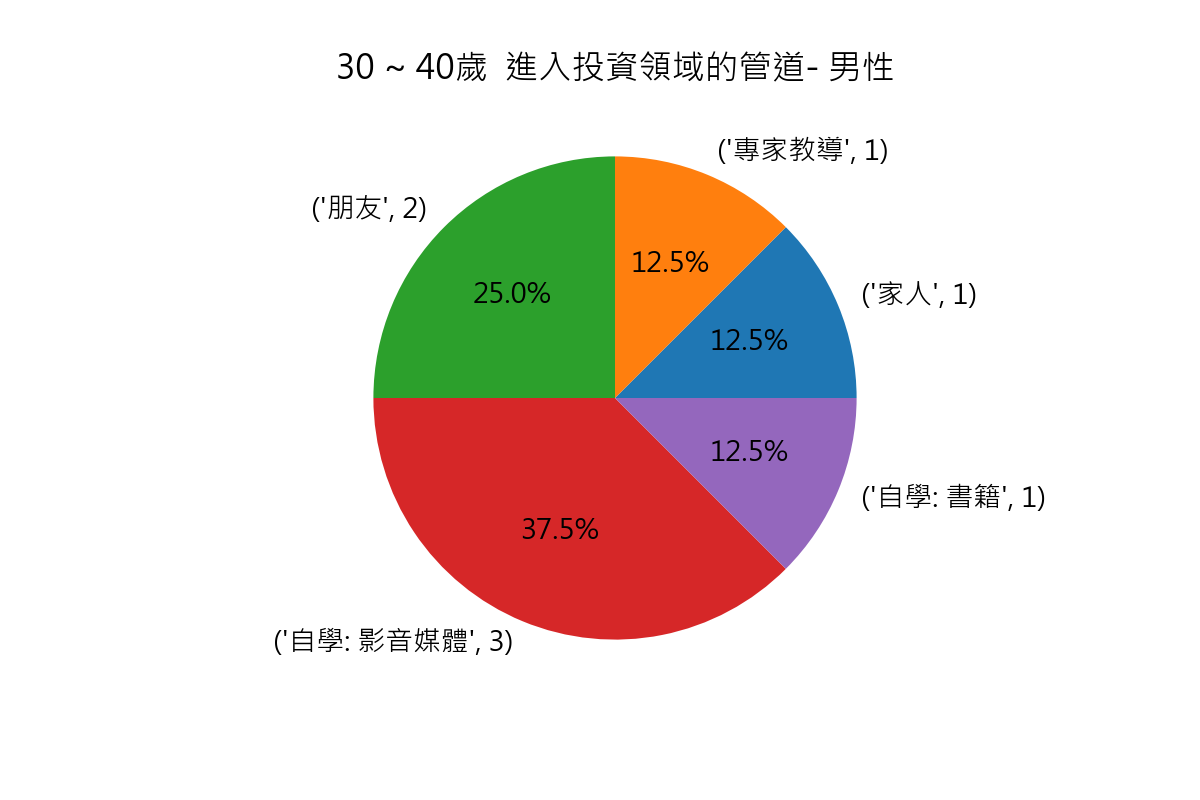 30 ~ 40歲  進入投資領域的管道- 男性
('專家教導', 1)
('朋友', 2)
12.5%
25.0%
('家人', 1)
12.5%
12.5%
('自學: 書籍', 1)
37.5%
('自學: 影音媒體', 3)